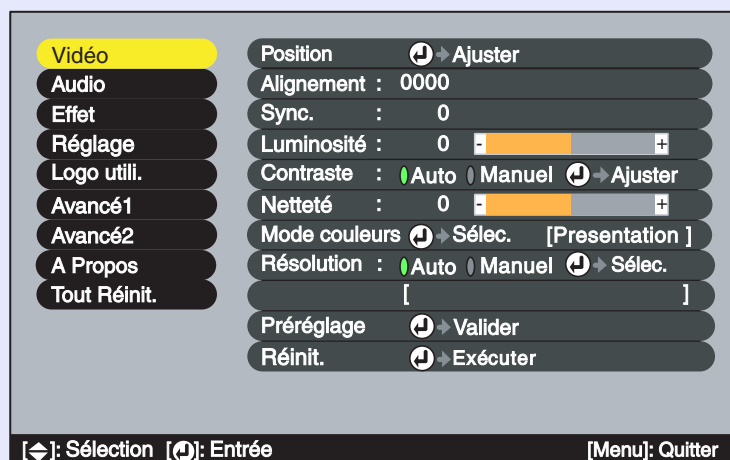 Vidéo
Audio
Effet
Réglage
Logo utili.
Avancé1
Avancé2
A Propos
Tout Réinit.
Position Ajuster
Alignement : 0000
Sync. : 0
Luminosité : 0 - +
Contraste : Auto Manuel Ajuster
Netteté : 0 - +
Mode couleurs Sélec. [Presentation ]
Résolution : Auto Manuel Sélec.
[ ]
Préréglage Valider
Réinit. Exécuter
[ ]: Sélection [ ]: Entrée [Menu]: Quitter